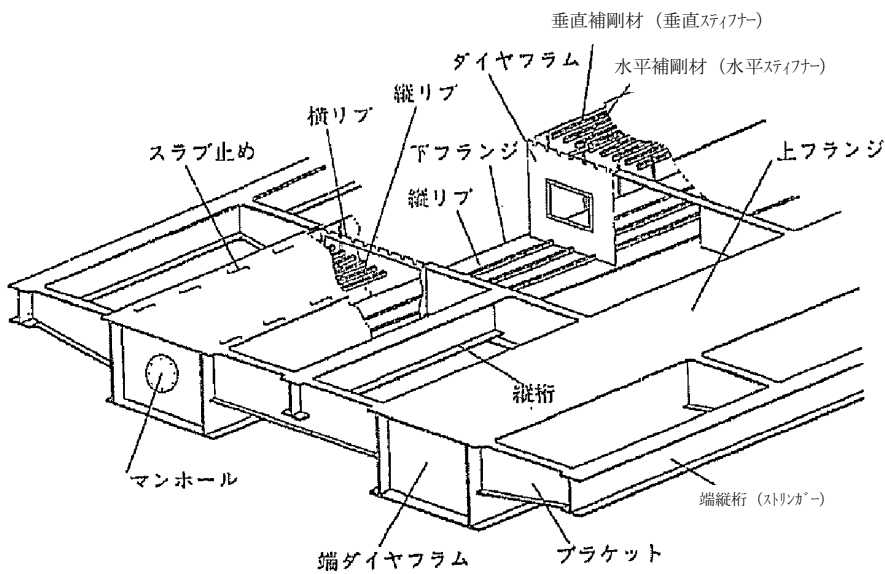 垂直補剛材（垂直ｽﾃｨﾌﾅｰ）
ダイヤフラム
水平補剛材（水平ｽﾃｨﾌﾅｰ）
縦リブ
横リブ
スラブ止め
下フランジ
上フランジ
縦リブ
縦桁
マンホール
端縦桁（ｽﾄﾘﾝｶﾞｰ）
端ダイヤフラム
ブラケット